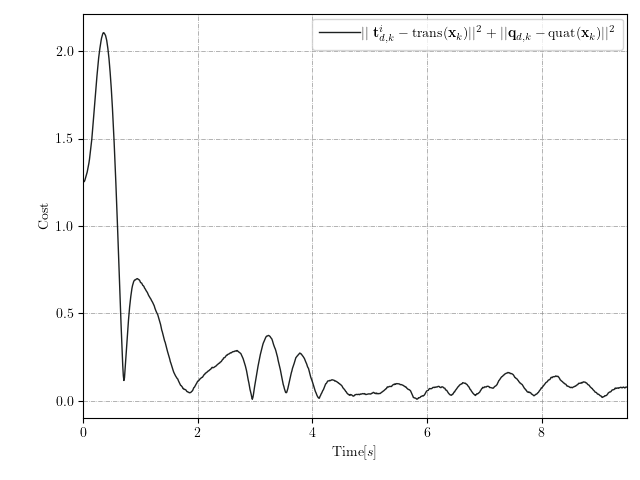 || t^i_{d,k} − trans(x_k)||^2 + ||q_{d,k} − quat(x_k)||^2
2.0
1.5
1.0
0.5
0.0
Cost
0 2 4 6 8
Time[s]